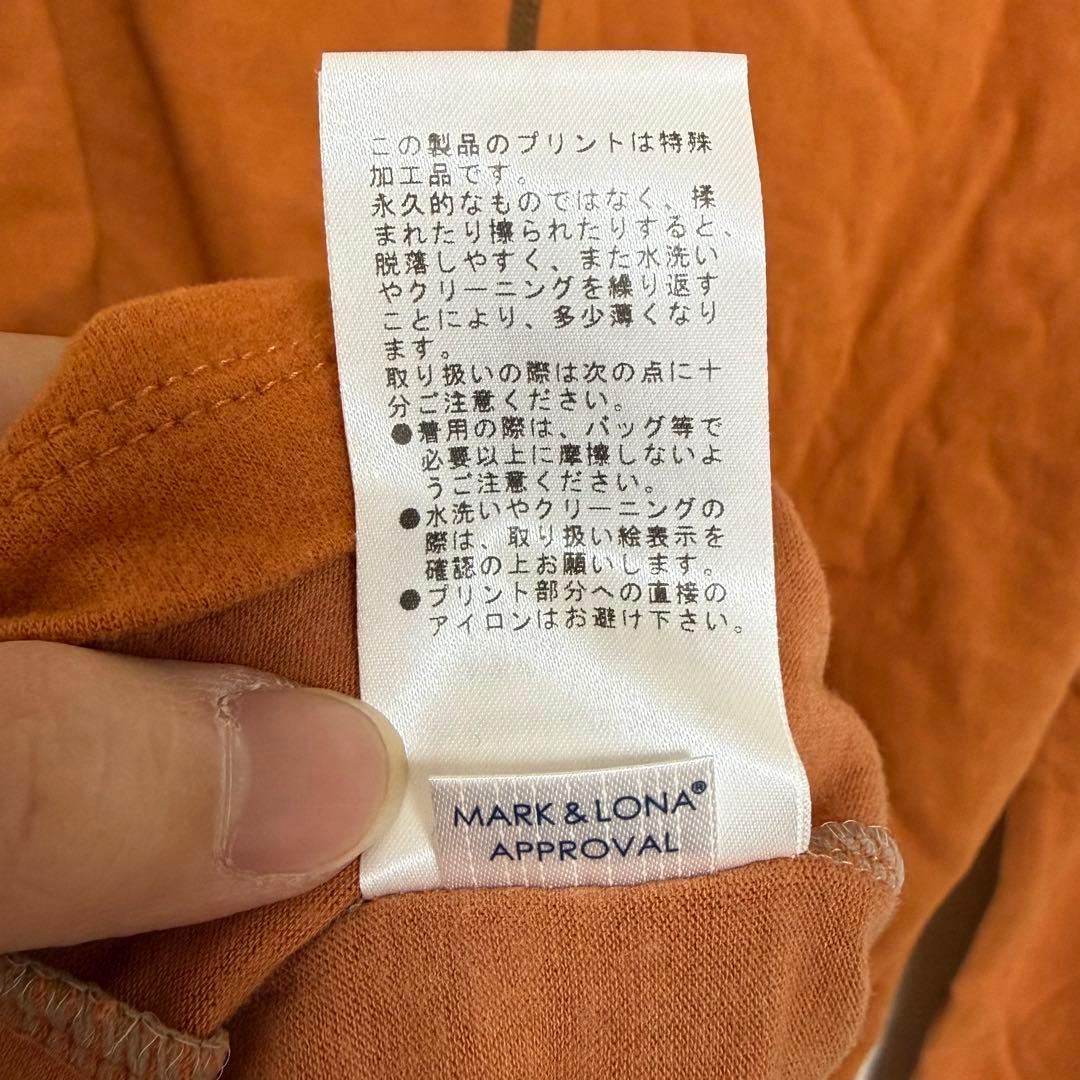 この製品のプリントは特殊
加工品です。
永久的なものではなく、揉
まれたり擦られたりすると、
脱落しやすく、また水洗い
やクリーニングを繰り返す
ことにより、多少薄くなり
ます。
取り扱いの際は次の点に十
分ご注意ください。
●着用の際は、バッグ等で
必要以上に摩擦しないよ
うご注意ください。
●水洗いやクリーニングの
際は、取り扱い絵表示を
確認の上お願いします。
●プリント部分への直接の
アイロンはお避け下さい。
MARK & LONA®
APPROVAL